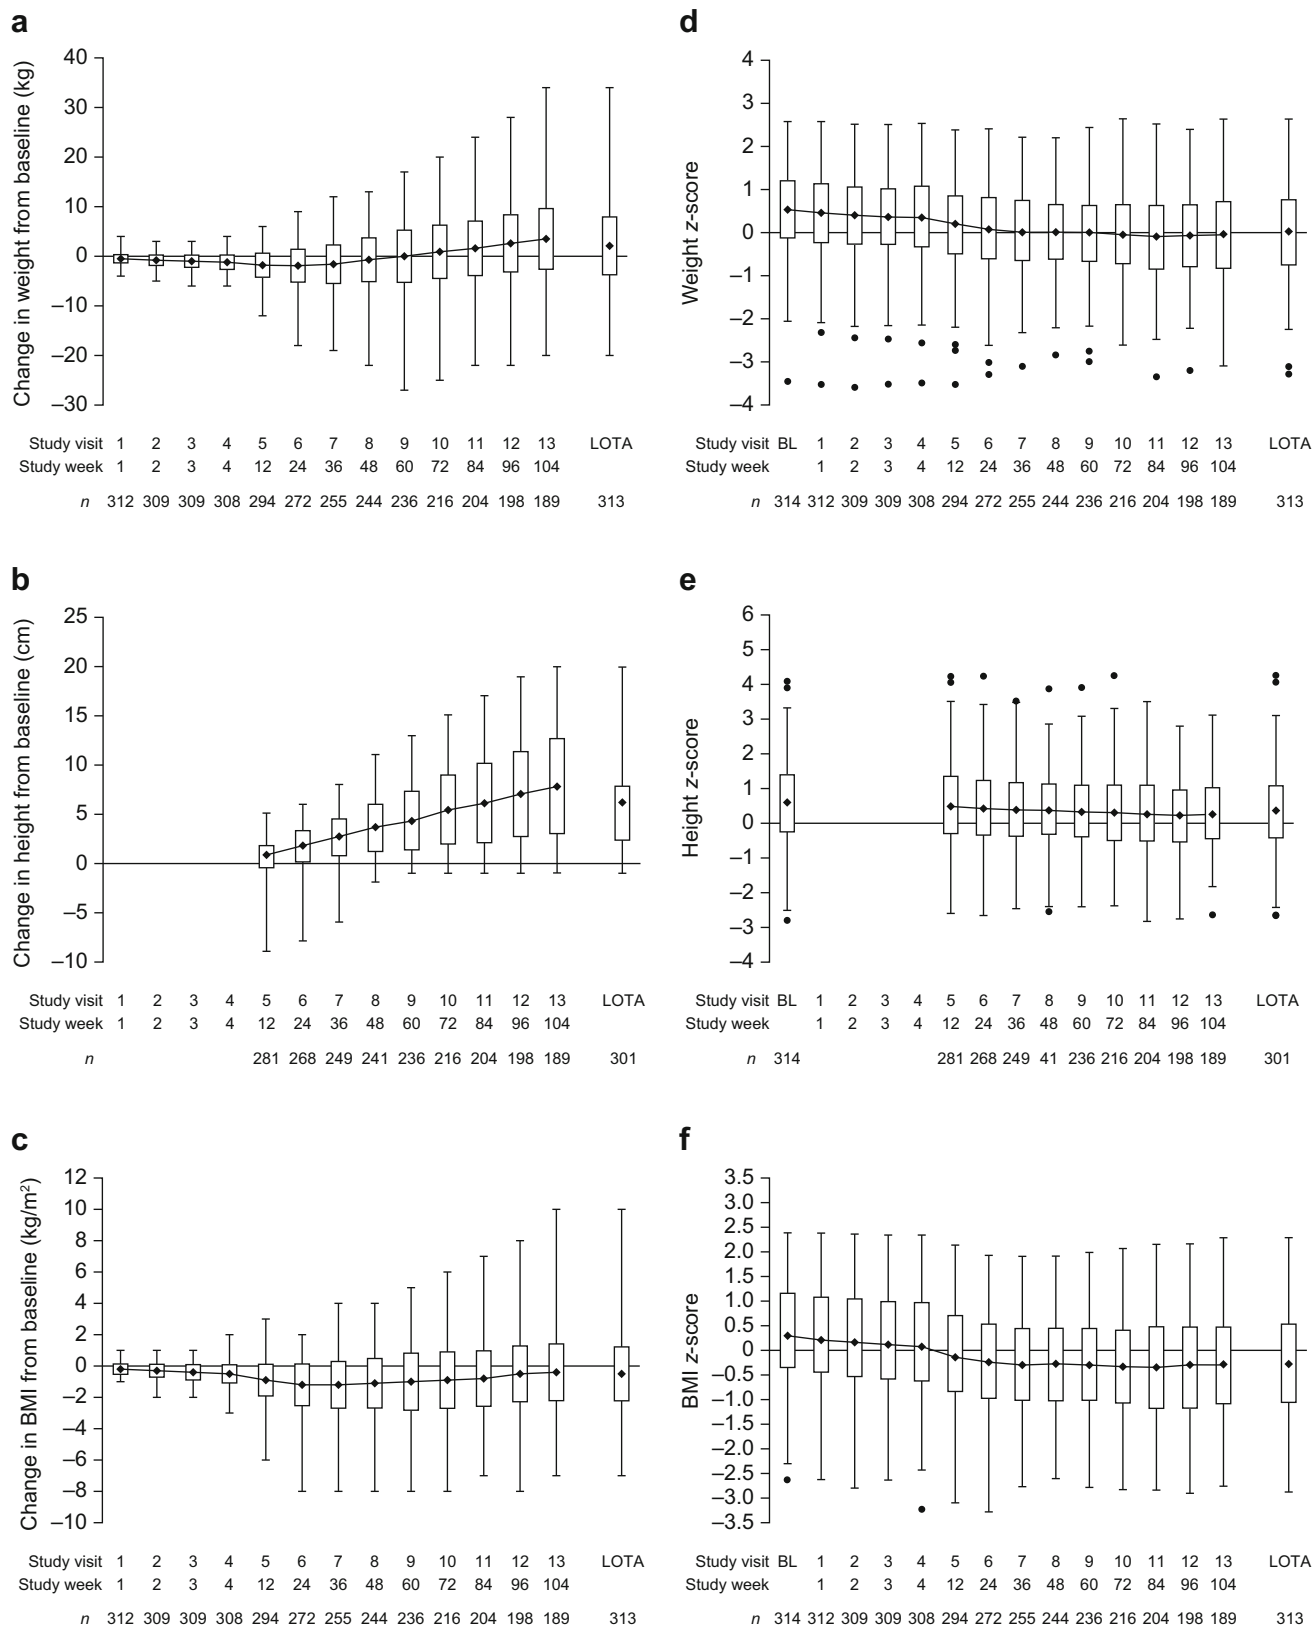 a
Change in weight from baseline (kg)
40
30
20
10
0
–10
–20
–30
Study visit 1 2 3 4 5 6 7 8 9 10 11 12 13 LOTA
Study week 1 2 3 4 12 24 36 48 60 72 84 96 104
n 312 309 309 308 294 272 255 244 236 216 204 198 189 313
d
Weight z-score
4
3
2
1
0
–1
–2
–3
–4
Study visit BL 1 2 3 4 5 6 7 8 9 10 11 12 13 LOTA
Study week 1 2 3 4 12 24 36 48 60 72 84 96 104
n 314 312 309 309 308 294 272 255 244 236 216 204 198 189 313
b
Change in height from baseline (cm)
25
20
15
10
5
0
–5
–10
Study visit 1 2 3 4 5 6 7 8 9 10 11 12 13 LOTA
Study week 1 2 3 4 12 24 36 48 60 72 84 96 104
n 281 268 249 241 236 216 204 198 189 301
e
Height z-score
6
5
4
3
2
1
0
–1
–2
–3
–4
Study visit BL 1 2 3 4 5 6 7 8 9 10 11 12 13 LOTA
Study week 1 2 3 4 12 24 36 48 60 72 84 96 104
n 314 281 268 249 41 236 216 204 198 189 301
c
Change in BMI from baseline (kg/m²)
12
10
8
6
4
2
0
–2
–4
–6
–8
–10
Study visit 1 2 3 4 5 6 7 8 9 10 11 12 13 LOTA
Study week 1 2 3 4 12 24 36 48 60 72 84 96 104
n 312 309 309 308 294 272 255 244 236 216 204 198 189 313
f
BMI z-score
3.5
3.0
2.5
2.0
1.5
1.0
0.5
0
–0.5
–1.0
–1.5
–2.0
–2.5
–3.0
–3.5
Study visit BL 1 2 3 4 5 6 7 8 9 10 11 12 13 LOTA
Study week 1 2 3 4 12 24 36 48 60 72 84 96 104
n 314 312 309 309 308 294 272 255 244 236 216 204 198 189 313